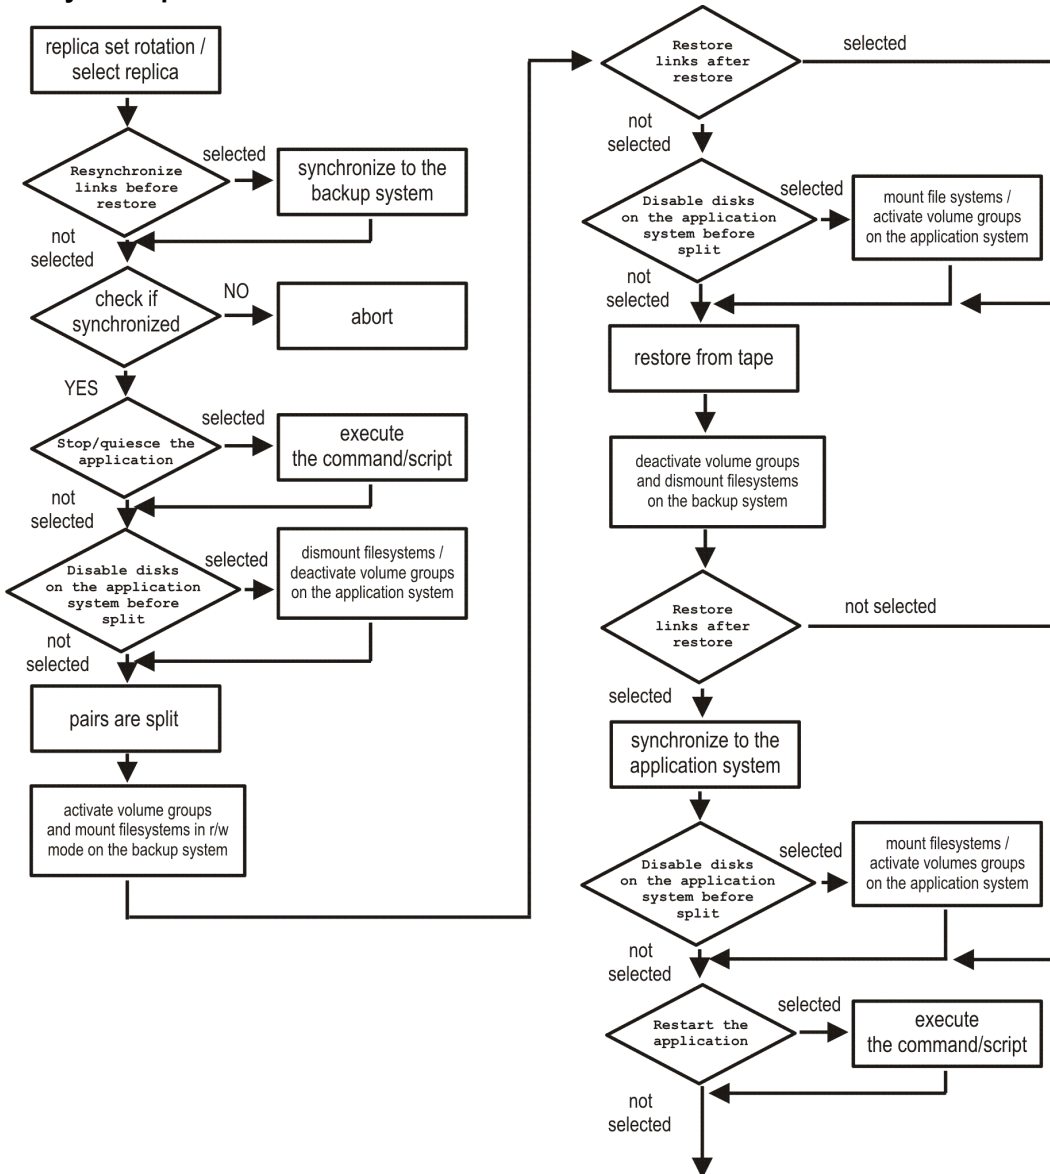 replica set rotation /
select replica
Resynchronize
links before
restore
selected
synchronize to the
backup system
not
selected
check if
synchronized
NO
abort
YES
Stop/quiesce the
application
selected
execute
the command/script
not
selected
Disable disks
on the application
system before
split
selected
dismount filesystems /
deactivate volume groups
on the application system
not
selected
pairs are split
activate volume groups
and mount filesystems in r/w
mode on the backup system
Restore
links after
restore
selected
not
selected
Disable disks
on the application
system before
split
selected
mount file systems /
activate volume groups
on the application system
not
selected
restore from tape
deactivate volume groups
and dismount filesystems
on the backup system
Restore
links after
restore
not selected
selected
synchronize to the
application system
Disable disks
on the application
system before
split
selected
mount filesystems /
activate volumes groups
on the application system
not
selected
Restart the
application
selected
execute
the command/script
not
selected